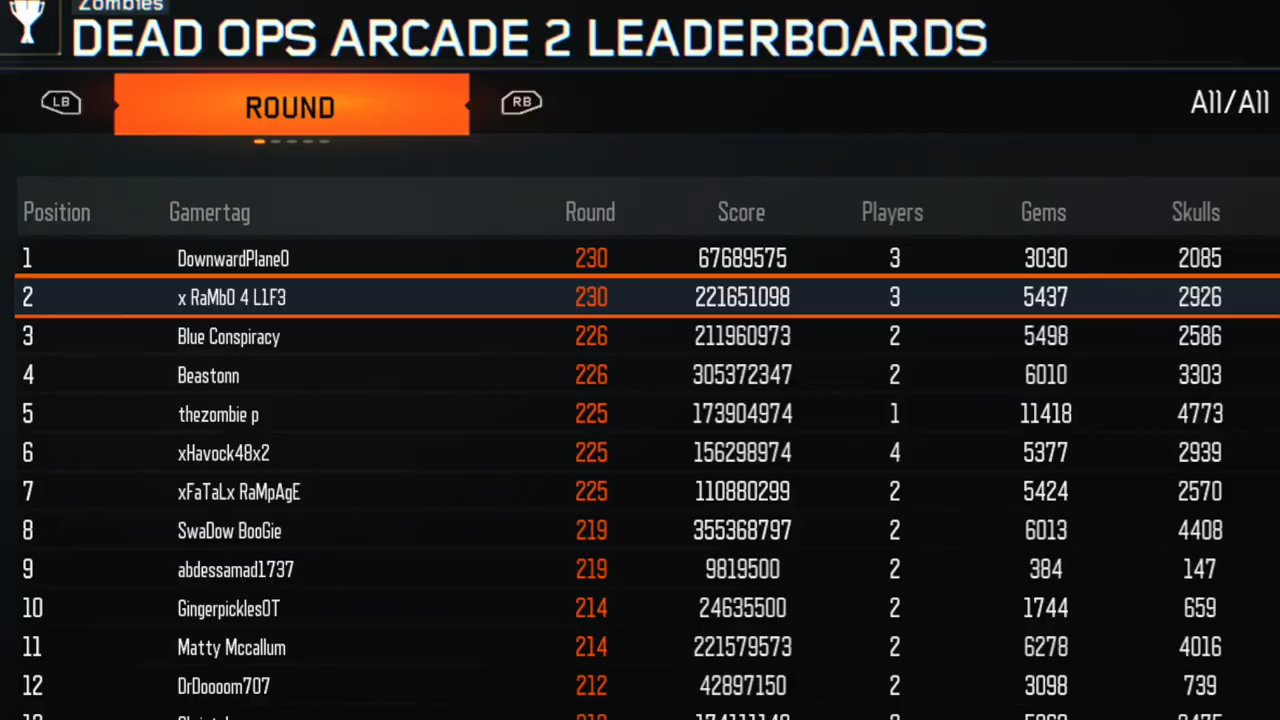 Zombies
DEAD OPS ARCADE 2 LEADERBOARDS
LB ROUND RB All/All
Position Gamertag Round Score Players Gems Skulls
1 DownwardPlane0 230 67689575 3 3030 2085
2 x RaMb0 4 L1F3 230 221651098 3 5437 2926
3 Blue Conspiracy 226 211960973 2 5498 2586
4 Beastonn 226 305372347 2 6010 3303
5 thezombie p 225 173904974 1 11418 4773
6 xHavock48x2 225 156298974 4 5377 2939
7 xFaTaLx RaMpAgE 225 110880299 2 5424 2570
8 SwaDow BooGie 219 355368797 2 6013 4408
9 abdessamad1737 219 9819500 2 384 147
10 GingerpicklesOT 214 24635500 2 1744 659
11 Matty Mccallum 214 221579573 2 6278 4016
12 DrDoooom707 212 42897150 2 3098 739